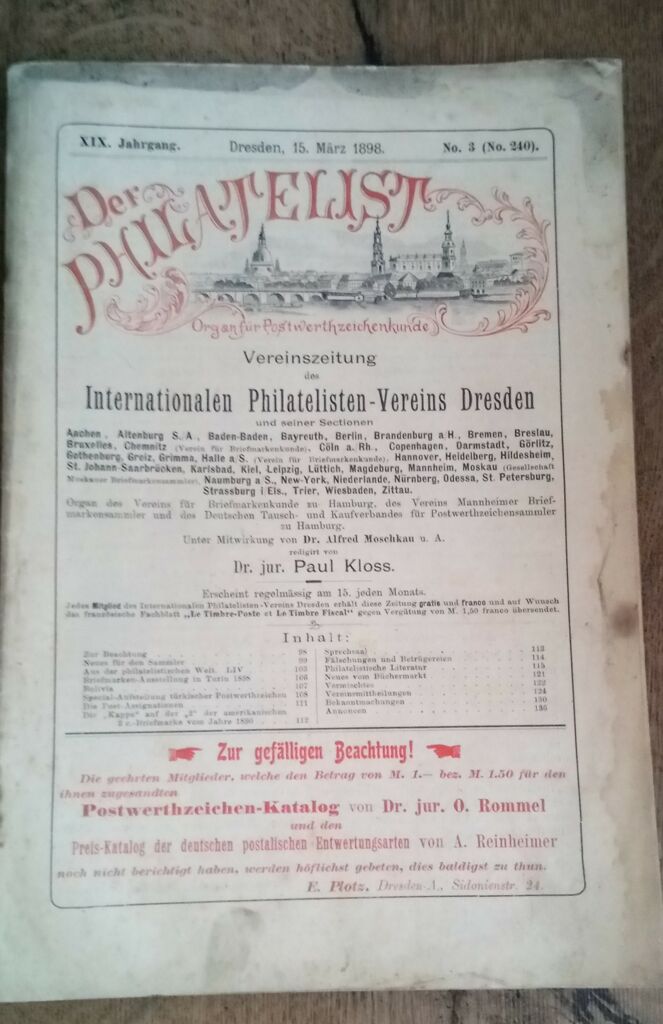 XIX. Jahrgang. Dresden, 15. März 1898. No. 3 (No. 240).
Der
PHILATELIST
Organ für Postwerthzeichenkunde
Vereinszeitung
des
Internationalen Philatelisten-Vereins Dresden
und seiner Sectionen
Aachen, Altenburg S. A., Baden-Baden, Bayreuth, Berlin, Brandenburg a H., Bremen, Breslau,
Bruxelles, Chemnitz (Verein für Briefmarkenkunde), Cöln a. Rh., Copenhagen, Darmstadt, Görlitz,
Gothenburg, Greiz, Grimma, Halle a S. (Verein für Briefmarkenkunde), Hannover, Heidelberg, Hildesheim,
St. Johann-Saarbrücken, Karlsbad, Kiel, Leipzig, Lüttich, Magdeburg, Mannheim, Moskau (Gesellschaft
Moskauer Briefmarkensammler), Naumburg a S., New-York, Niederlande, Nürnberg, Odessa, St. Petersburg,
Strassburg i Els., Trier, Wiesbaden, Zittau.
Organ des Vereins für Briefmarkenkunde zu Hamburg, des Vereins Mannheimer Brief-
markensammler und des Deutschen Tausch- und Kaufverbandes für Postwerthzeichensammler
zu Hamburg.
Unter Mitwirkung von Dr. Alfred Moschkau u. A.
redigirt von
Dr. jur. Paul Kloss.
Erscheint regelmässig am 15. jeden Monats.
Jedes Mitglied des Internationalen Philatelisten-Vereins Dresden erhält diese Zeitung gratis und franco und auf Wunsch
das französische Fachblatt „Le Timbre-Poste et Le Timbre Fiscal“ gegen Vergütung von M. 1,50 franco übersendet.
Inhalt:
Zur Beachtung 98
Neues für den Sammler 99
Aus der philatelistischen Welt. LIV 103
Briefmarken-Ausstellung in Turin 1898 106
Bolivia 107
Special-Aufstellung türkischer Postwerthzeichen 108
Die Post-Assignationen 111
Die „Kappe“ auf der „2“ der amerikanischen
2 c.-Briefmarke vom Jahre 1890 112
Sprechsaal 113
Fälschungen und Betrügereien 114
Philatelistische Literatur 115
Neues vom Büchermarkt 121
Vermischtes 122
Vereinsmittheilungen 124
Bekanntmachungen 130
Annoncen 136
Zur gefälligen Beachtung!
Die geehrten Mitglieder, welche den Betrag von M. 1.— bez. M. 1.50 für den
ihnen zugesandten
Postwerthzeichen-Katalog von Dr. jur. O. Rommel
und den
Preis-Katalog der deutschen postalischen Entwertungsarten von A. Reinheimer
noch nicht berichtigt haben, werden höflichst gebeten, dies baldigst zu thun.
E. Plotz, Dresden-A., Sidonienstr. 24.